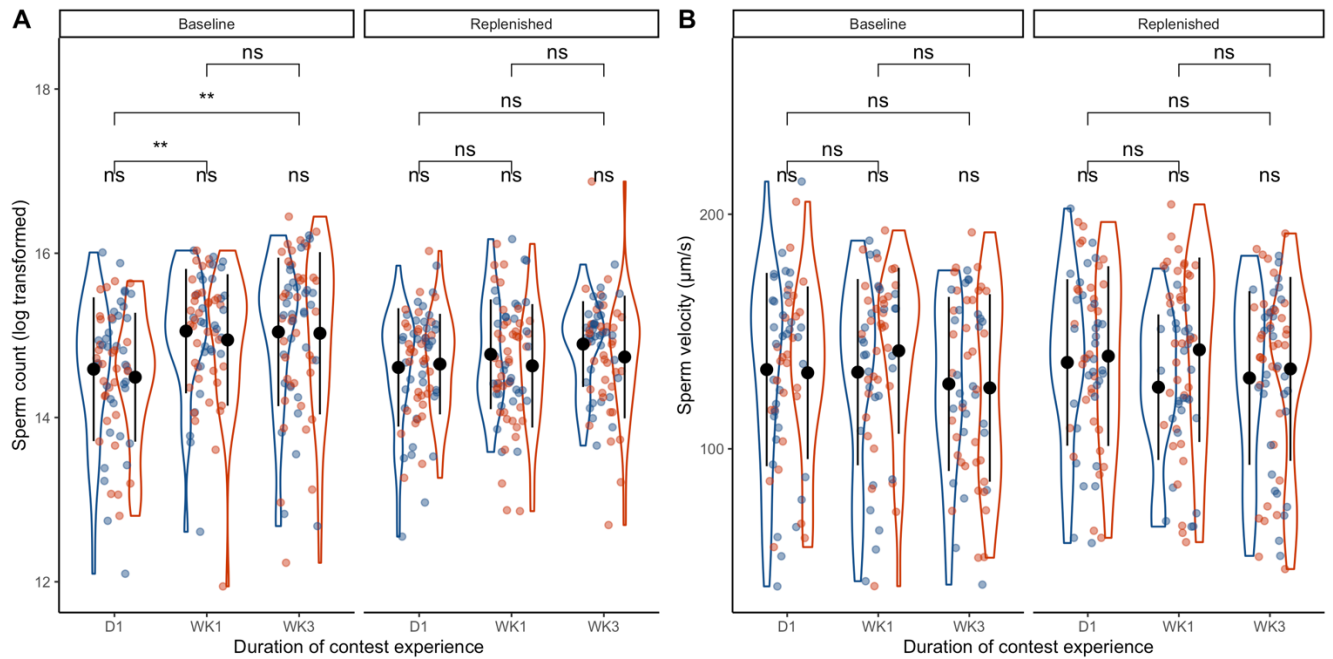 A
Baseline
Replenished
ns
ns
**
ns
**
ns
ns
ns
ns
ns
ns
ns
Sperm count (log transformed)
18
16
14
12
D1
WK1
WK3
D1
WK1
WK3
Duration of contest experience
B
Baseline
Replenished
ns
ns
ns
ns
ns
ns
ns
ns
ns
ns
ns
ns
Sperm velocity (µm/s)
200
100
D1
WK1
WK3
D1
WK1
WK3
Duration of contest experience